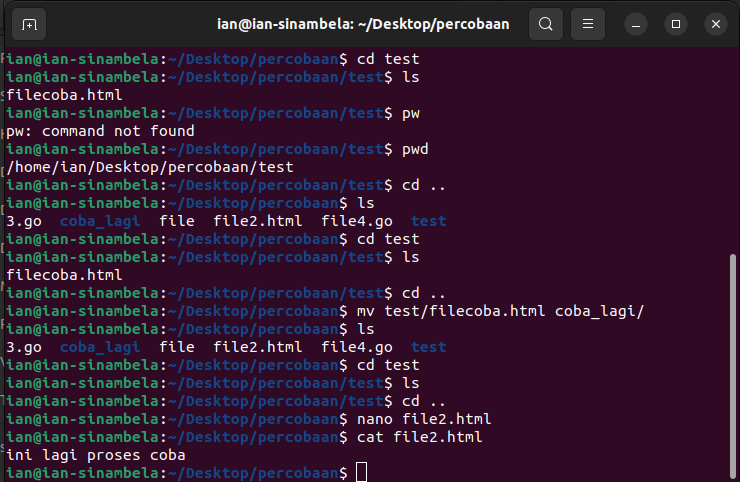 ian@ian-sinambela: ~/Desktop/percobaan
ian@ian-sinambela:~/Desktop/percobaan$ cd test
ian@ian-sinambela:~/Desktop/percobaan/test$ ls
filecoba.html
ian@ian-sinambela:~/Desktop/percobaan/test$ pw
pw: command not found
ian@ian-sinambela:~/Desktop/percobaan/test$ pwd
/home/ian/Desktop/percobaan/test
ian@ian-sinambela:~/Desktop/percobaan/test$ cd ..
ian@ian-sinambela:~/Desktop/percobaan$ ls
3.go  coba_lagi  file  file2.html  file4.go  test
ian@ian-sinambela:~/Desktop/percobaan$ cd test
ian@ian-sinambela:~/Desktop/percobaan/test$ ls
filecoba.html
ian@ian-sinambela:~/Desktop/percobaan/test$ cd ..
ian@ian-sinambela:~/Desktop/percobaan$ mv test/filecoba.html coba_lagi/
ian@ian-sinambela:~/Desktop/percobaan$ ls
3.go  coba_lagi  file  file2.html  file4.go  test
ian@ian-sinambela:~/Desktop/percobaan$ cd test
ian@ian-sinambela:~/Desktop/percobaan/test$ ls
ian@ian-sinambela:~/Desktop/percobaan/test$ cd ..
ian@ian-sinambela:~/Desktop/percobaan$ nano file2.html
ian@ian-sinambela:~/Desktop/percobaan$ cat file2.html
ini lagi proses coba
ian@ian-sinambela:~/Desktop/percobaan$